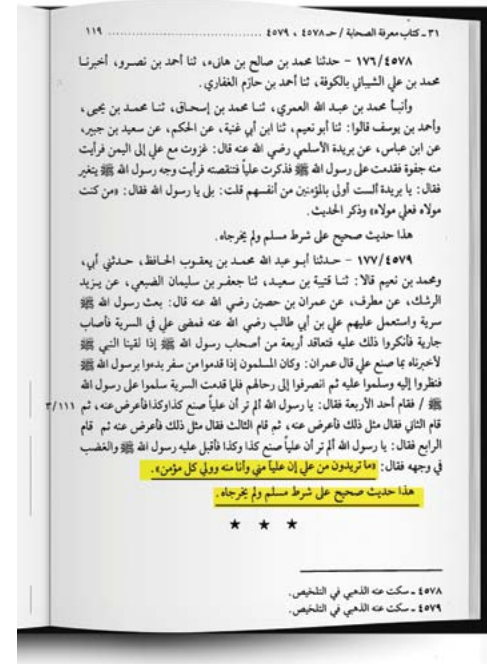 ٣١ ـ كتاب معرفة الصحابة / حـ ٤٥٧٨ ، ٤٥٧٩ ........................ ١١٩
١٧٦/٤٥٧٨ - حدثنا محمد بن صالح بن هانىء، ثنا أحمد بن نصـرو، أخبرنـا
محمد بن علي الشيباني بالكوفة، ثنا أحمد بن حازم الغفاري.
وأنبـأ محمد بن عبـد الله العمري، ثنـا محمد بن إسحـاق، ثنـا محمـد بن يحيى،
وأحمد بن يوسف قالوا: ثنا أبو نعيم، ثنا ابن أبي غنية، عن الحكم، عن سعيد بن جبير،
عن ابن عباس، عن بريدة الأسلمي رضي الله عنه قال: غزوت مع علي إلى اليمن فرأيت
منه جفوة فقدمت على رسول الله ﷺ فذكرت علياً فتنقصته فرأيت وجه رسول الله ﷺ يتغير
فقال: يا بريدة ألست أولى بالمؤمنين من أنفسهم قلت: بلى يا رسول الله فقال: «من كنت
مولاه فعلي مولاه» وذكر الحديث.
هذا حديث صحيح على شرط مسلم ولم يخرجاه.
١٧٧/٤٥٧٩ - حدثنا أبـو عبد الله محمـد بن يعقـوب الحـافظ، حـدثني أبي،
ومحمد بن نعيم قالا: ثنـا قتيبة بن سعيـد، ثنا جعفـر بن سليمان الضبعي، عن يـزيد
الرشك، عن مطرف، عن عمران بن حصين رضي الله عنه قال: بعث رسول الله ﷺ
سرية واستعمل عليهم علي بن أبي طالب رضي الله عنه فمضى علي في السرية فأصاب
جارية فأنكروا ذلك عليه فتعاقد أربعة من أصحاب رسول الله ﷺ إذا لقينا النبي ﷺ
لأخبرناه بما صنع علي قال عمران: وكان المسلمون إذا قدموا من سفر بدءوا برسول الله ﷺ
فنظروا إليه وسلموا عليه ثم انصرفوا إلى رحالهم فلما قدمت السرية سلموا على رسول الله
ﷺ / فقام أحد الأربعة فقال: يا رسول الله ألم تر أن علياً صنع كذا وكذا فأعرض عنه، ثم ٣/١١١
قام الثاني فقال مثل ذلك فأعرض عنه، ثم قام الثالث فقال مثل ذلك فأعرض عنه ثم قام
الرابع فقال: يا رسول الله ألم تر أن علياً صنع كذا وكذا فأقبل عليه رسول الله ﷺ والغضب
في وجهه فقال: «ما تريدون من علي إن علياً مني وأنا منه وولي كل مؤمن».
هذا حديث صحيح على شرط مسلم ولم يخرجاه.
★ ★ ★
٤٥٧٨ ـ سكت عنه الذهبي في التلخيص.
٤٥٧٩ ـ سكت عنه الذهبي في التلخيص.